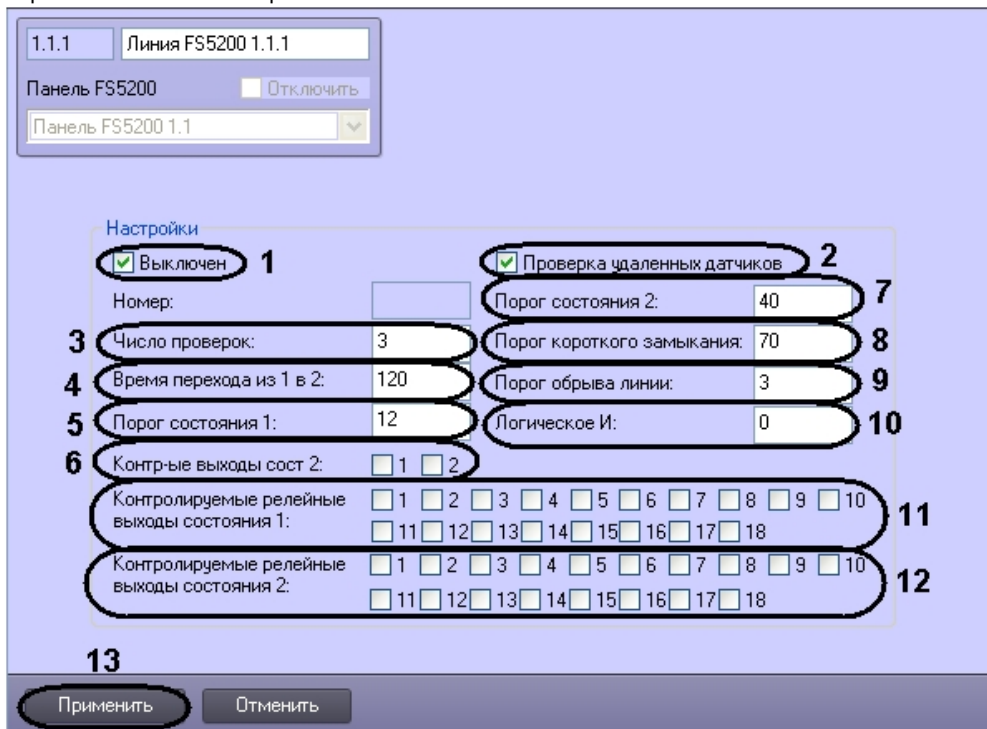 1.1.1 Линия FS5200 1.1.1
Панель FS5200 Отключить
Панель FS5200 1.1
Настройки
Выключен 1 Проверка удаленных датчиков 2
Номер: Порог состояния 2: 40 7
3 Число проверок: 3 Порог короткого замыкания: 70 8
4 Время перехода из 1 в 2: 120 Порог обрыва линии: 3 9
5 Порог состояния 1: 12 Логическое И: 0 10
6 Контр-ые выходы сост 2: 1 2
Контролируемые релейные 1 2 3 4 5 6 7 8 9 10
выходы состояния 1: 11 12 13 14 15 16 17 18 11
Контролируемые релейные 1 2 3 4 5 6 7 8 9 10
выходы состояния 2: 11 12 13 14 15 16 17 18 12
13
Применить Отменить